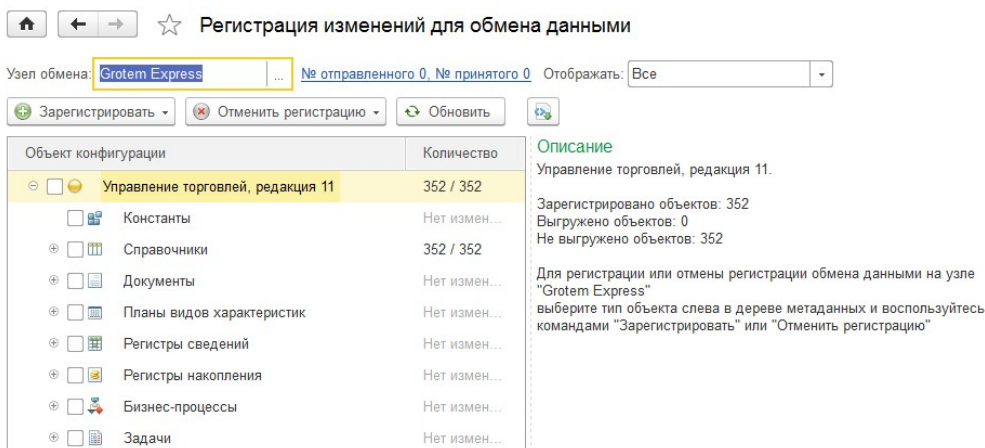 Регистрация изменений для обмена данными
Узел обмена: Grotem Express ... № отправленного 0, № принятого 0 Отображать: Все
Зарегистрировать Отменить регистрацию Обновить
Объект конфигурации Количество
Управление торговлей, редакция 11 352 / 352
Константы Нет измен...
Справочники 352 / 352
Документы Нет измен...
Планы видов характеристик Нет измен...
Регистры сведений Нет измен...
Регистры накопления Нет измен...
Бизнес-процессы Нет измен...
Задачи Нет измен...
Описание
Управление торговлей, редакция 11.
Зарегистрировано объектов: 352
Выгружено объектов: 0
Не выгружено объектов: 352
Для регистрации или отмены регистрации обмена данными на узле
"Grotem Express"
выберите тип объекта слева в дереве метаданных и воспользуйтесь
командами "Зарегистрировать" или "Отменить регистрацию"